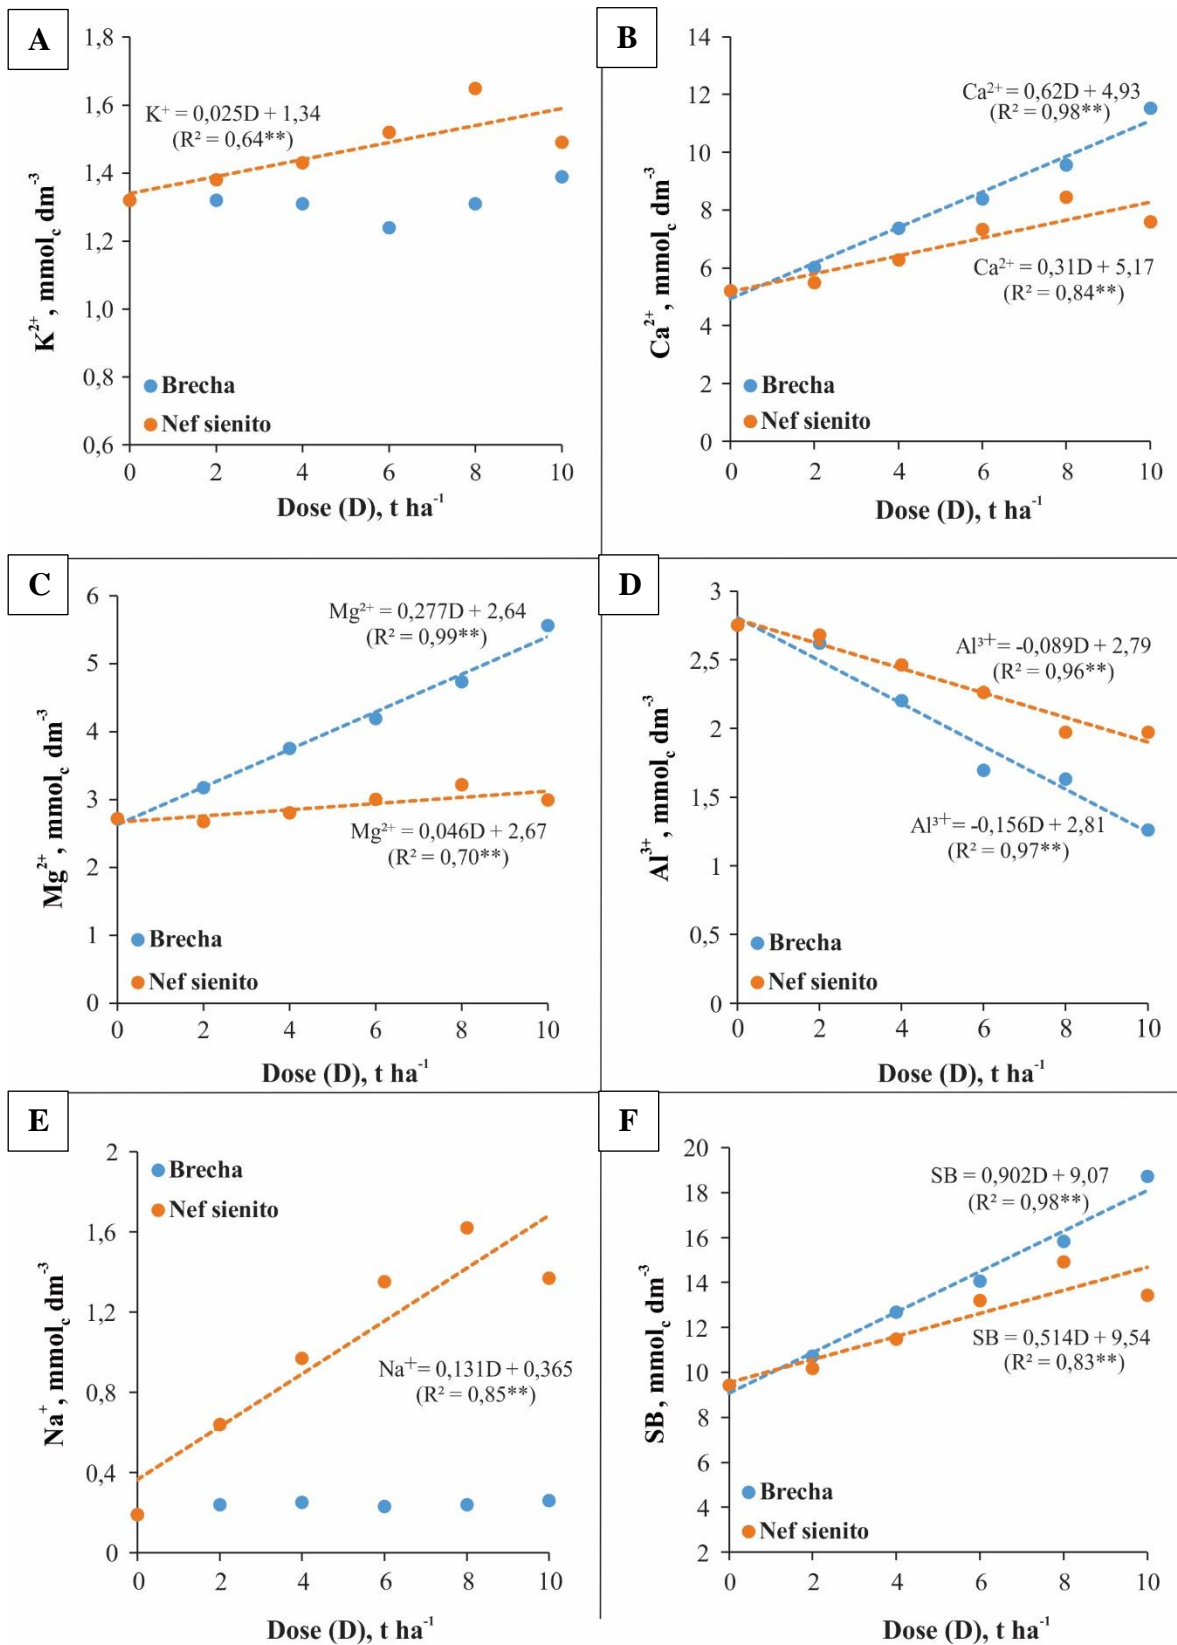 A
1,8
1,6
1,4
1,2
1,0
0,8
0,6
K⁺ = 0,025D + 1,34
(R² = 0,64**)
K²⁺, mmol_c dm⁻³
Brecha
Nef sienito
0 2 4 6 8 10
Dose (D), t ha⁻¹
B
14
12
10
8
6
4
2
0
Ca²⁺ = 0,62D + 4,93
(R² = 0,98**)
Ca²⁺ = 0,31D + 5,17
(R² = 0,84**)
Ca²⁺, mmol_c dm⁻³
Brecha
Nef sienito
0 2 4 6 8 10
Dose (D), t ha⁻¹
C
6
5
4
3
2
1
0
Mg²⁺ = 0,277D + 2,64
(R² = 0,99**)
Mg²⁺ = 0,046D + 2,67
(R² = 0,70**)
Mg²⁺, mmol_c dm⁻³
Brecha
Nef sienito
0 2 4 6 8 10
Dose (D), t ha⁻¹
D
3
2,5
2
1,5
1
0,5
0
Al³⁺= -0,089D + 2,79
(R² = 0,96**)
Al³⁺= -0,156D + 2,81
(R² = 0,97**)
Al³⁺, mmol_c dm⁻³
Brecha
Nef sienito
0 2 4 6 8 10
Dose (D), t ha⁻¹
E
2
1,6
1,2
0,8
0,4
0
Brecha
Nef sienito
Na⁺= 0,131D + 0,365
(R² = 0,85**)
Na⁺, mmol_c dm⁻³
0 2 4 6 8 10
Dose (D), t ha⁻¹
F
20
18
16
14
12
10
8
6
4
2
SB = 0,902D + 9,07
(R² = 0,98**)
SB = 0,514D + 9,54
(R² = 0,83**)
SB, mmol_c dm⁻³
Brecha
Nef sienito
0 2 4 6 8 10
Dose (D), t ha⁻¹